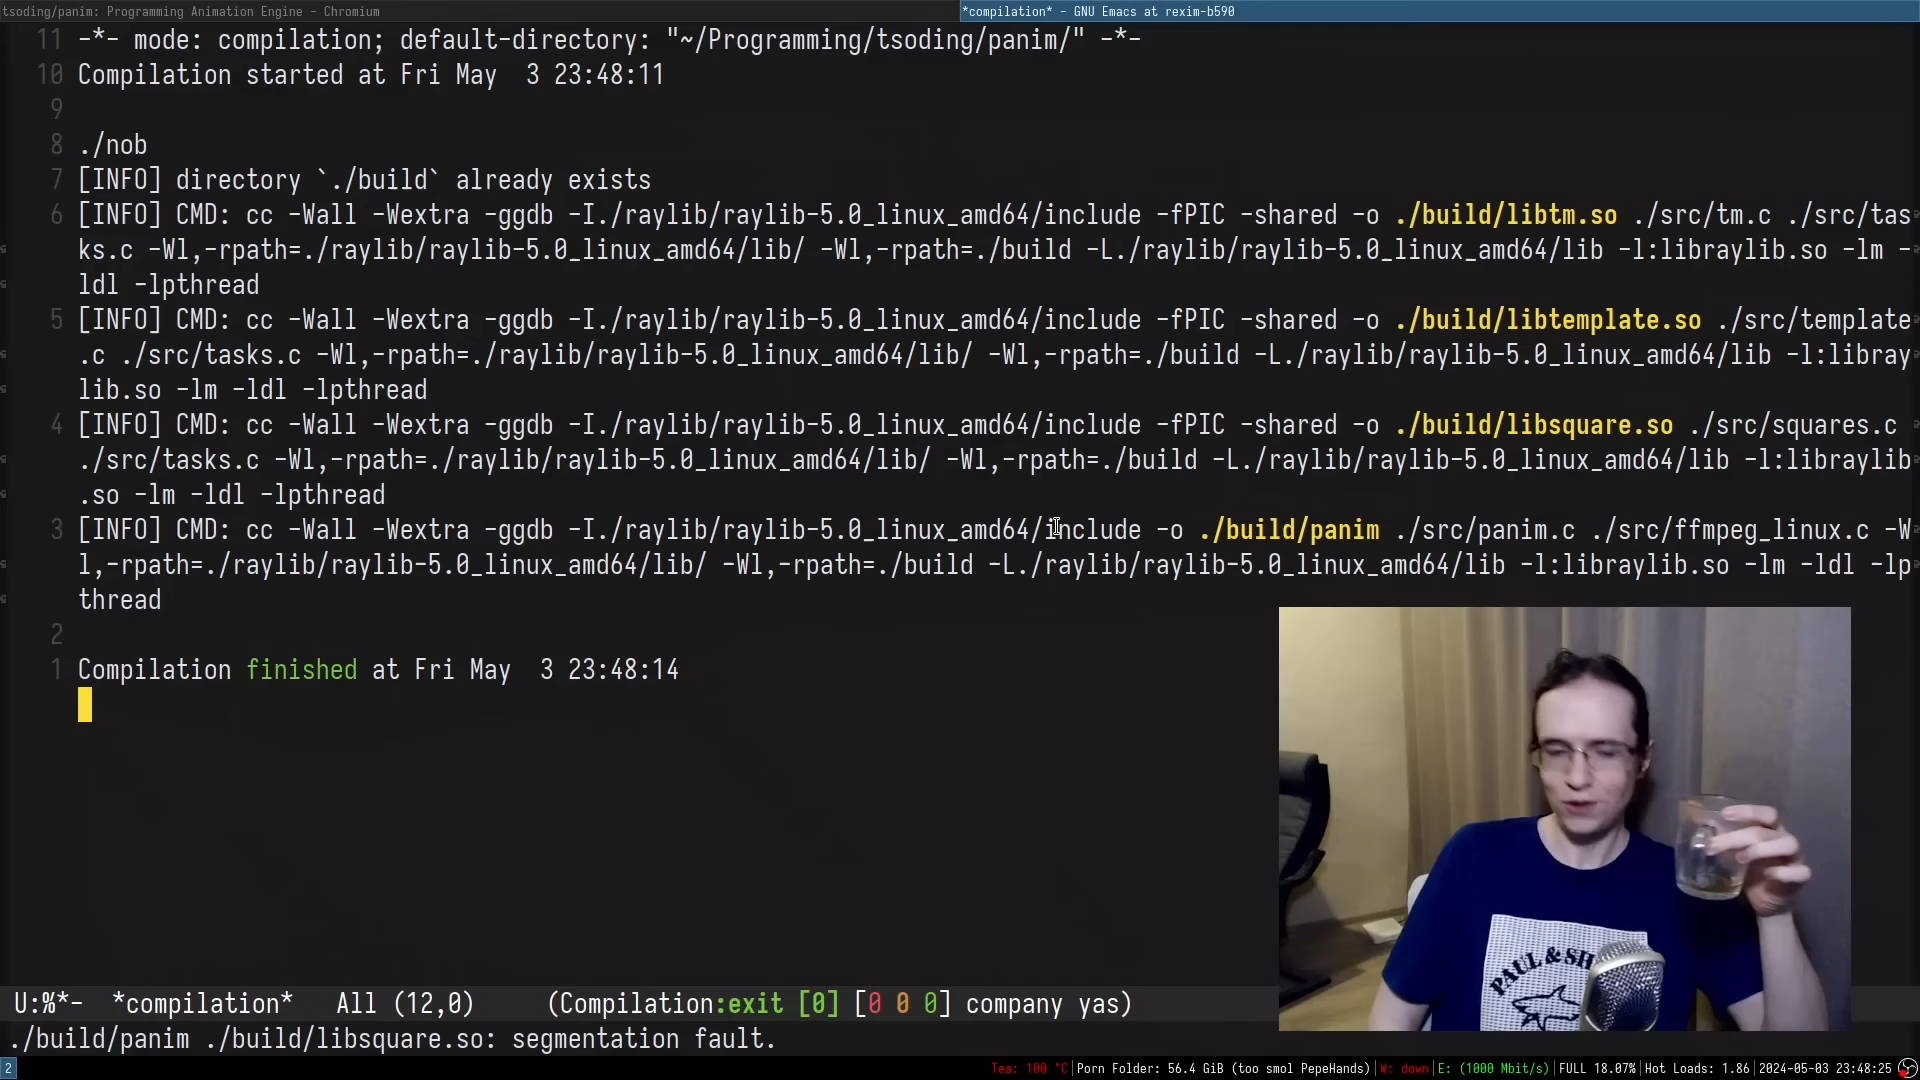 tsoding/panim: Programming Animation Engine - Chromium
*compilation* - GNU Emacs at rexim-b590
11 -*- mode: compilation; default-directory: "~/Programming/tsoding/panim/" -*-
10 Compilation started at Fri May  3 23:48:11
9
8 ./nob
7 [INFO] directory `./build` already exists
6 [INFO] CMD: cc -Wall -Wextra -ggdb -I./raylib/raylib-5.0_linux_amd64/include -fPIC -shared -o ./build/libtm.so ./src/tm.c ./src/tas
ks.c -Wl,-rpath=./raylib/raylib-5.0_linux_amd64/lib/ -Wl,-rpath=./build -L./raylib/raylib-5.0_linux_amd64/lib -l:libraylib.so -lm -
ldl -lpthread
5 [INFO] CMD: cc -Wall -Wextra -ggdb -I./raylib/raylib-5.0_linux_amd64/include -fPIC -shared -o ./build/libtemplate.so ./src/template
.c ./src/tasks.c -Wl,-rpath=./raylib/raylib-5.0_linux_amd64/lib/ -Wl,-rpath=./build -L./raylib/raylib-5.0_linux_amd64/lib -l:libray
lib.so -lm -ldl -lpthread
4 [INFO] CMD: cc -Wall -Wextra -ggdb -I./raylib/raylib-5.0_linux_amd64/include -fPIC -shared -o ./build/libsquare.so ./src/squares.c
./src/tasks.c -Wl,-rpath=./raylib/raylib-5.0_linux_amd64/lib/ -Wl,-rpath=./build -L./raylib/raylib-5.0_linux_amd64/lib -l:libraylib
.so -lm -ldl -lpthread
3 [INFO] CMD: cc -Wall -Wextra -ggdb -I./raylib/raylib-5.0_linux_amd64/include -o ./build/panim ./src/panim.c ./src/ffmpeg_linux.c -W
l,-rpath=./raylib/raylib-5.0_linux_amd64/lib/ -Wl,-rpath=./build -L./raylib/raylib-5.0_linux_amd64/lib -l:libraylib.so -lm -ldl -lp
thread
2
1 Compilation finished at Fri May  3 23:48:14
PAUL & SH
U:%*-  *compilation*   All (12,0)     (Compilation:exit [0] [0 0 0] company yas)
./build/panim ./build/libsquare.so: segmentation fault.
2
Tea: 100 °C|Porn Folder: 56.4 GiB (too smol PepeHands)|W: down|E: (1000 Mbit/s)|FULL 18.07%|Hot Loads: 1.86|2024-05-03 23:48:25